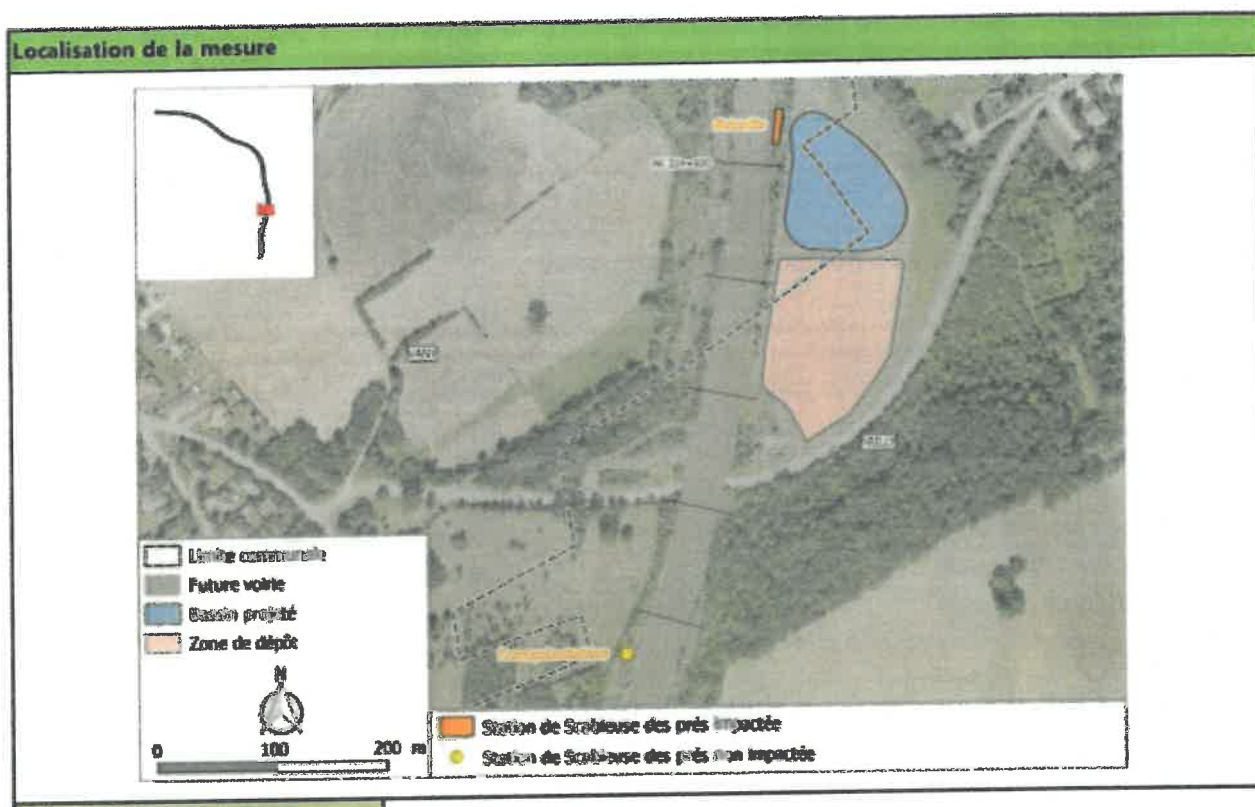 Localisation de la mesure
Limite communale
Future voirie
Bassin projeté
Zone de dépôt
N
0 100 200 m
Station de Scabieuse des prés impactée
Station de Scabieuse des prés non impactée